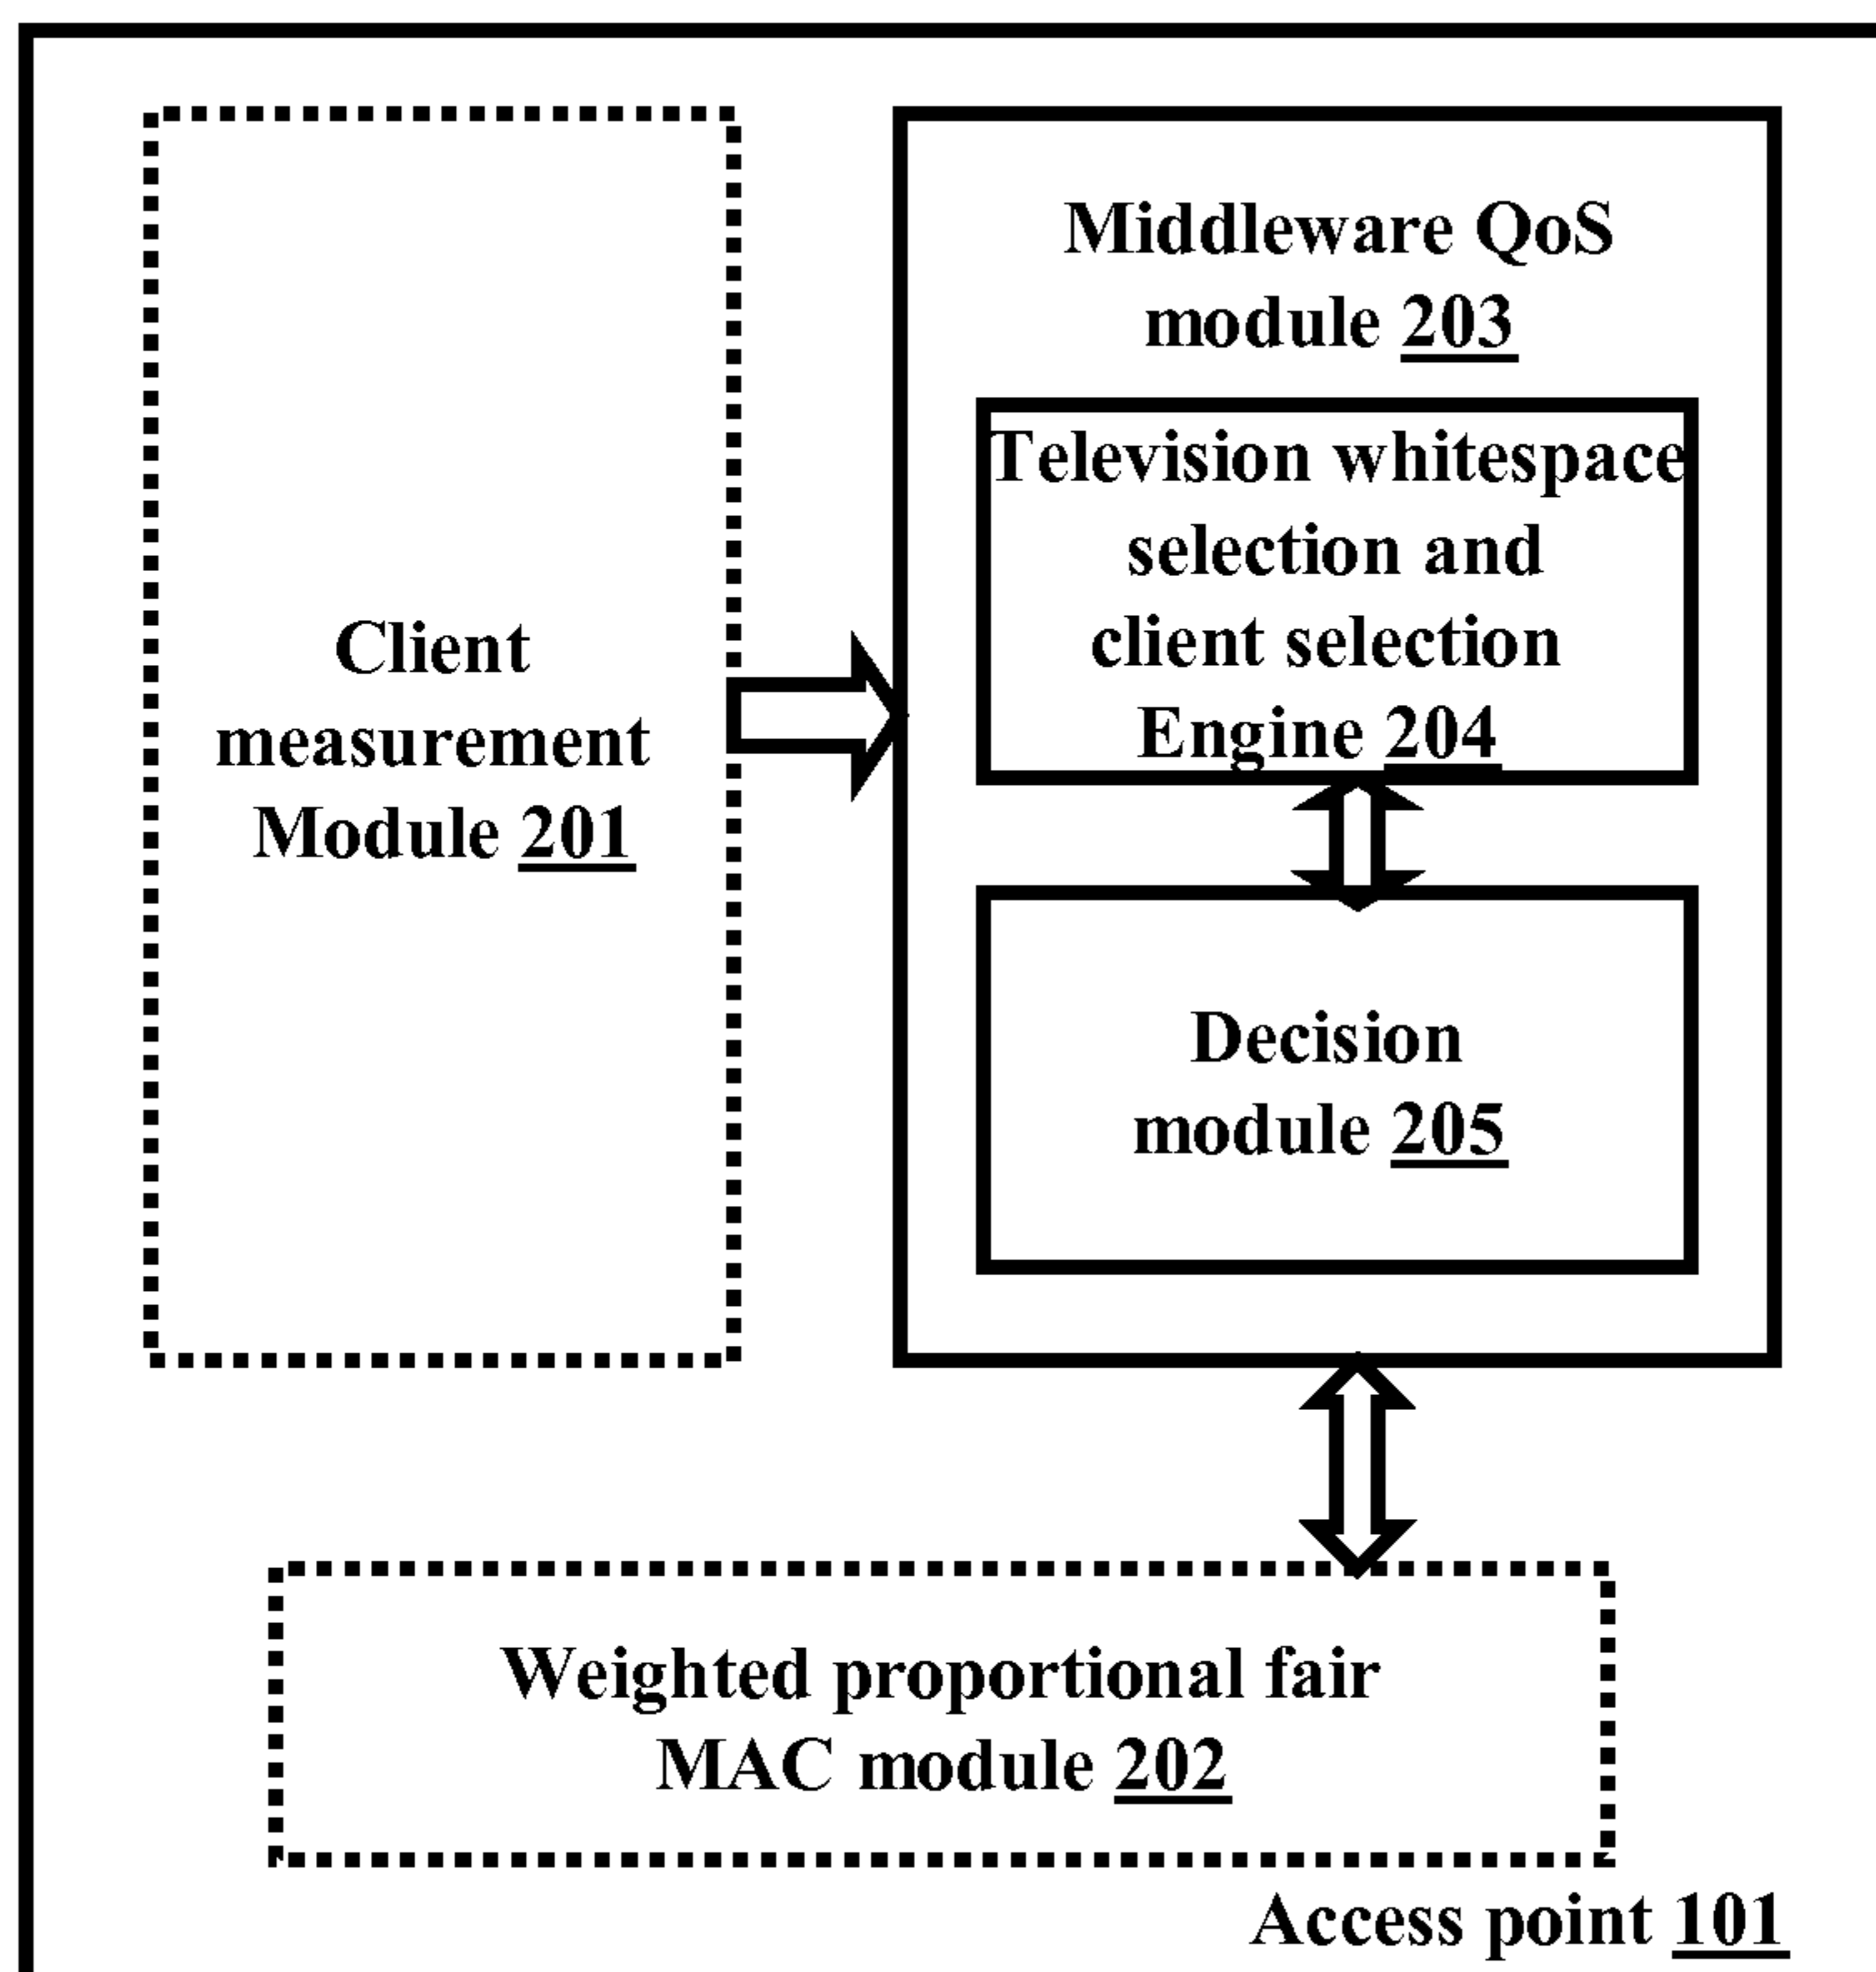 Client
measurement
Module 201
Middleware QoS
module 203
Television whitespace
selection and
client selection
Engine 204
Decision
module 205
Weighted proportional fair
MAC module 202
Access point 101